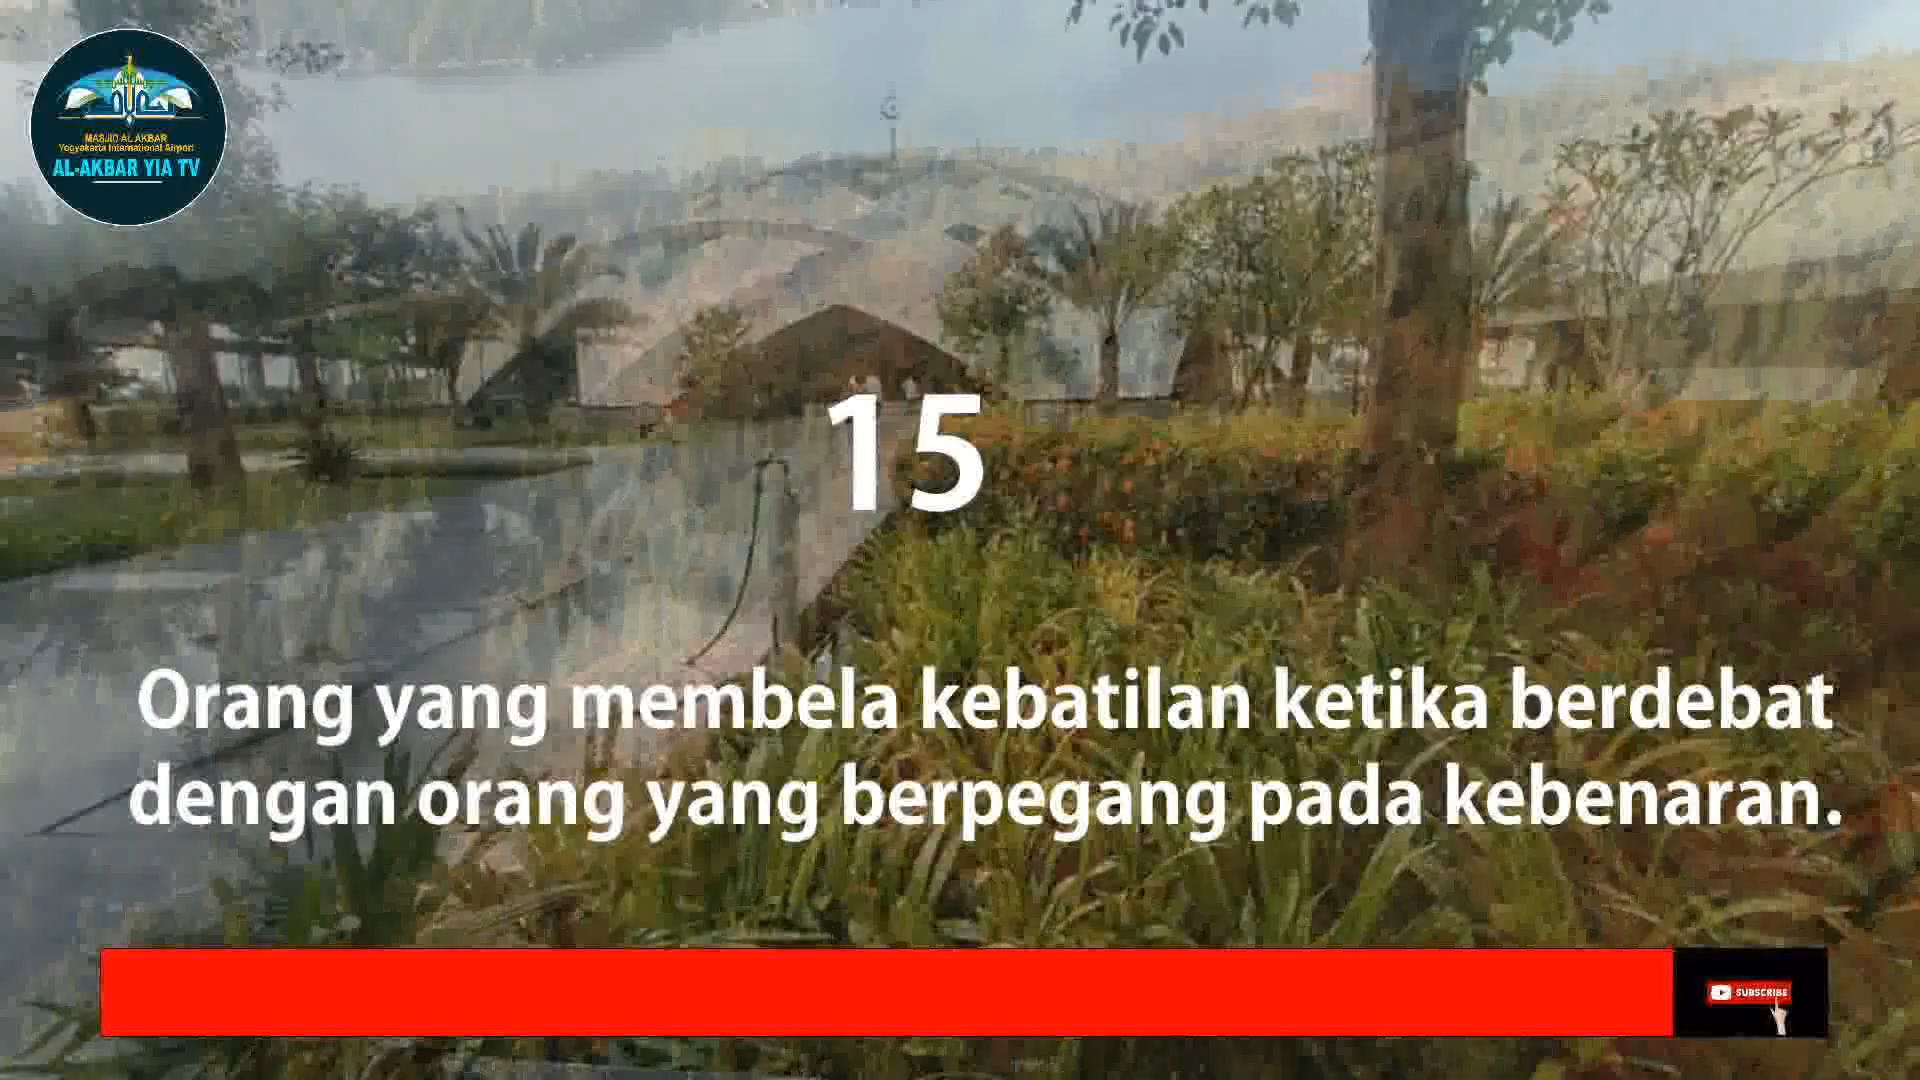 MASJID AL AKBAR
Yogyakarta International Airport
AL-AKBAR YIA TV
15
Orang yang membela kebatilan ketika berdebat
dengan orang yang berpegang pada kebenaran.
SUBSCRIBE